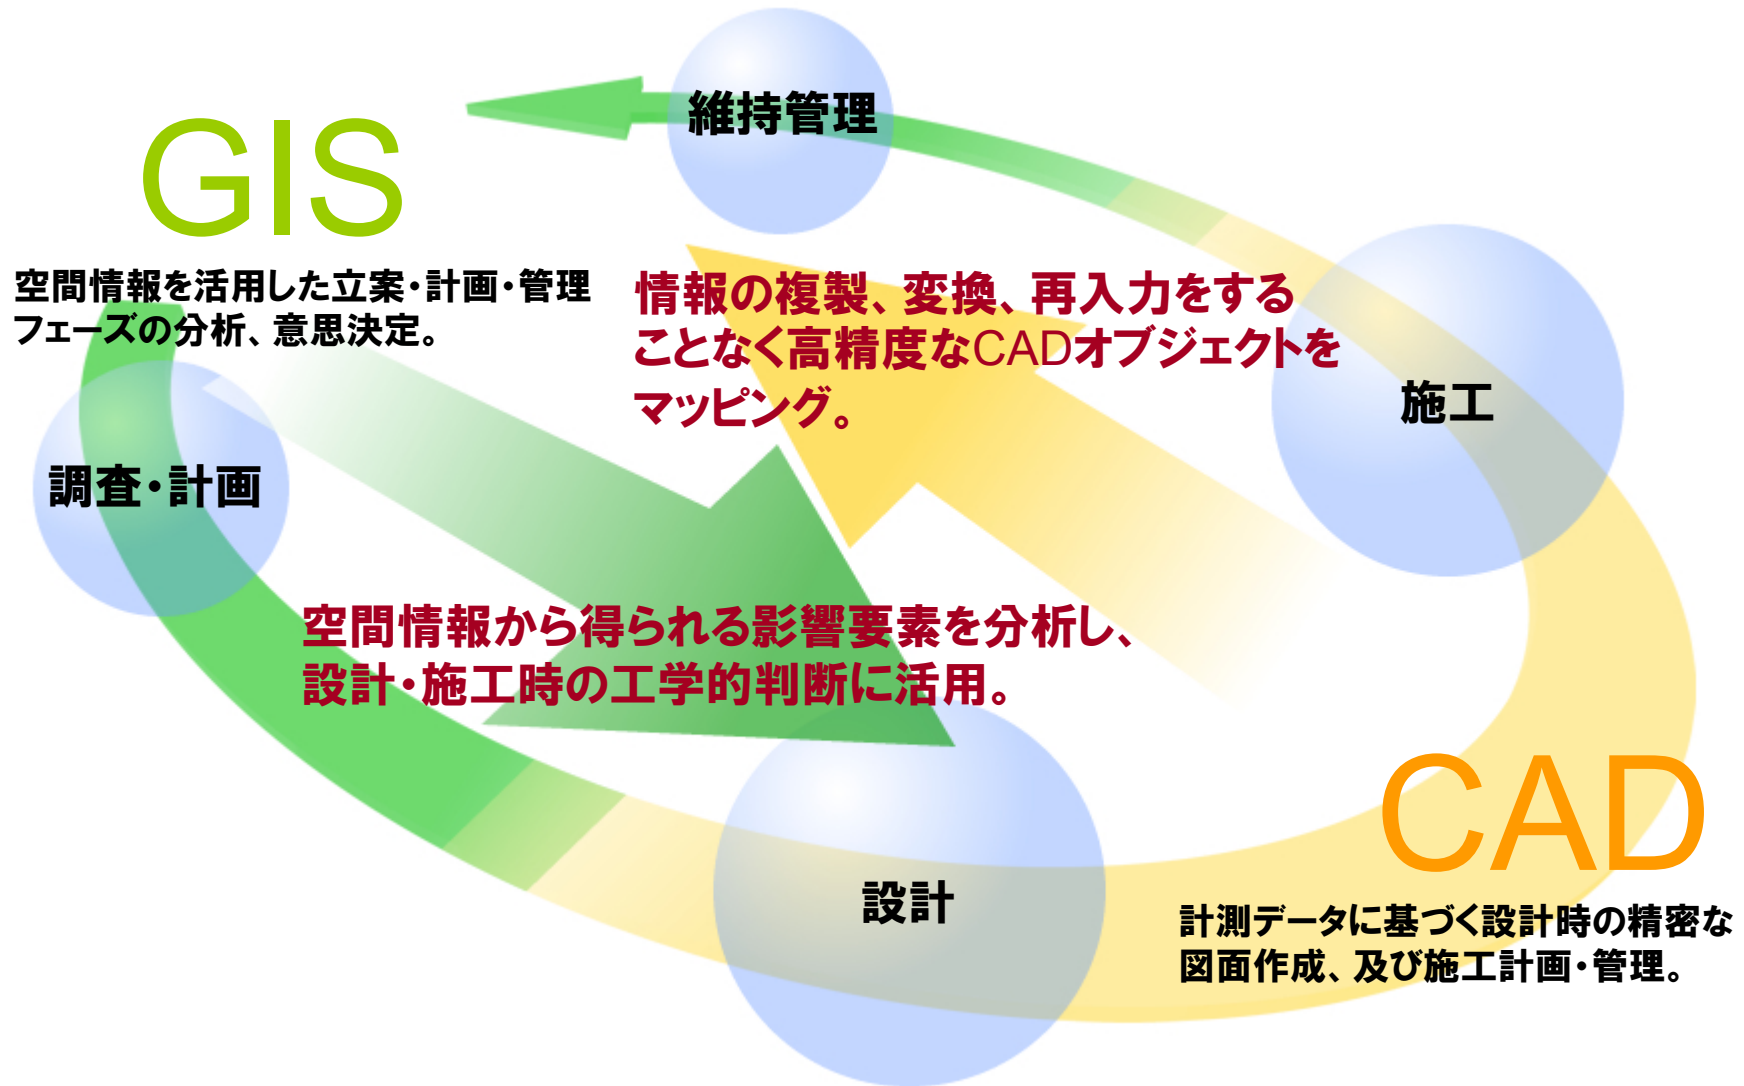 維持管理
GIS
空間情報を活用した立案・計画・管理
フェーズの分析、意思決定。
情報の複製、変換、再入力をする
ことなく高精度なCADオブジェクトを
マッピング。
施工
調査・計画
空間情報から得られる影響要素を分析し、
設計・施工時の工学的判断に活用。
CAD
設計
計測データに基づく設計時の精密な
図面作成、及び施工計画・管理。